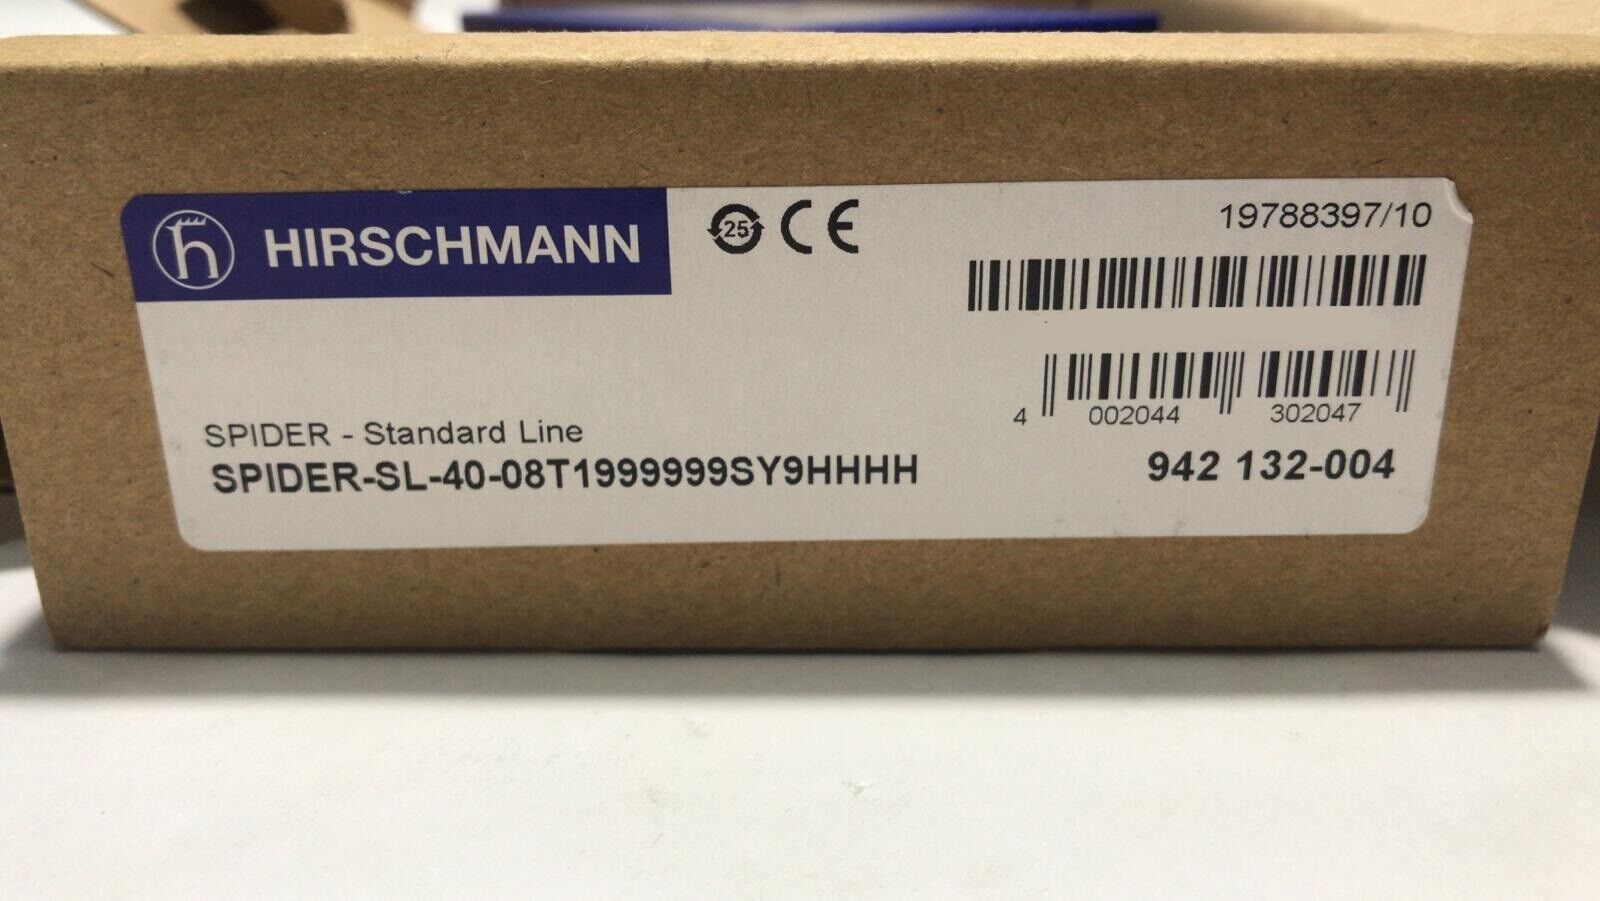 HIRSCHMANN
25 CE
19788397/10
4 002044 302047
SPIDER - Standard Line
SPIDER-SL-40-08T1999999SY9HHHH
942 132-004